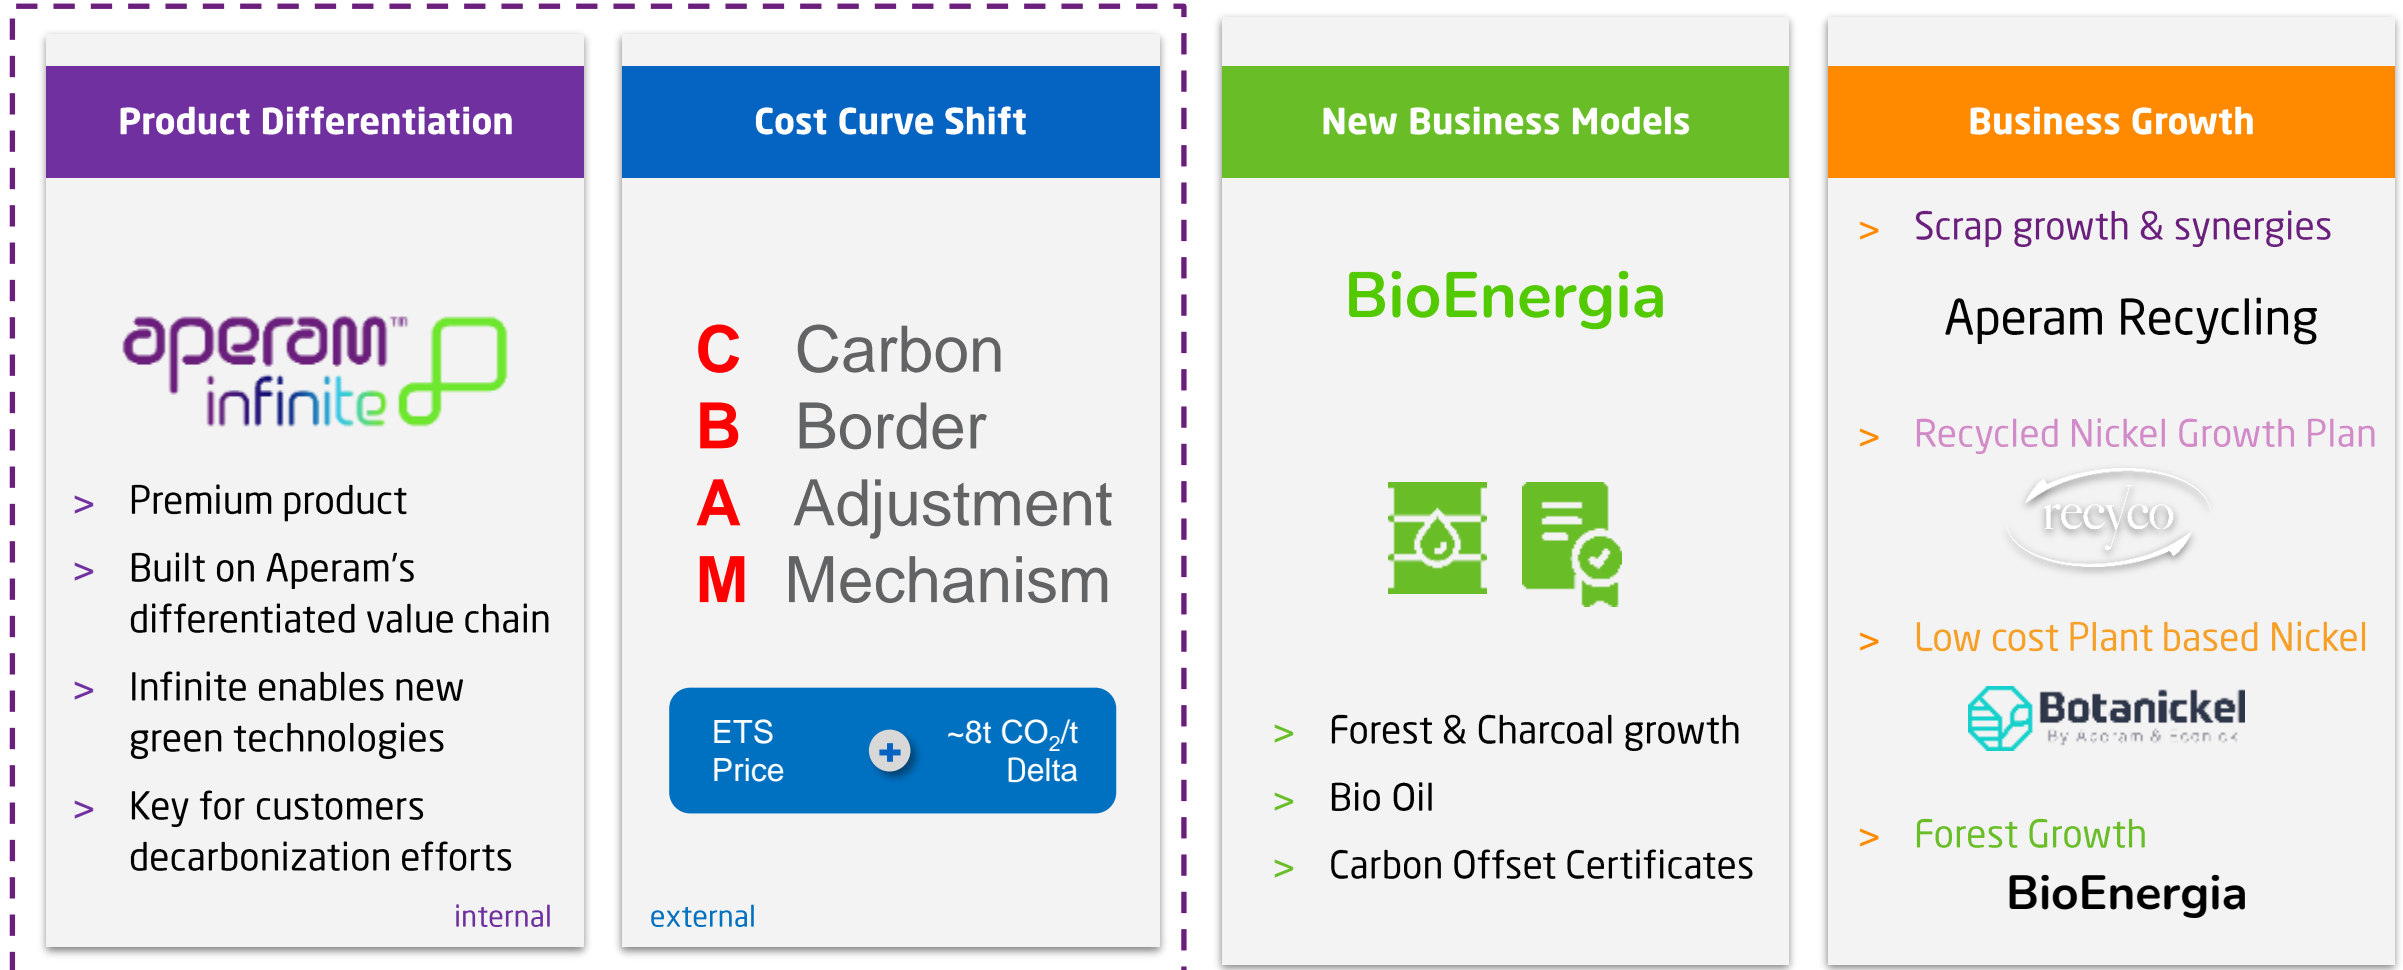 Product Differentiation
aperam™
infinite
> Premium product
> Built on Aperam's
differentiated value chain
> Infinite enables new
green technologies
> Key for customers
decarbonization efforts
internal
Cost Curve Shift
C Carbon
B Border
A Adjustment
M Mechanism
ETS
Price
+
~8t CO₂/t
Delta
external
New Business Models
BioEnergia
> Forest & Charcoal growth
> Bio Oil
> Carbon Offset Certificates
Business Growth
> Scrap growth & synergies
Aperam Recycling
> Recycled Nickel Growth Plan
recyco
> Low cost Plant based Nickel
Botanickel
By Aperam & Econick
> Forest Growth
BioEnergia